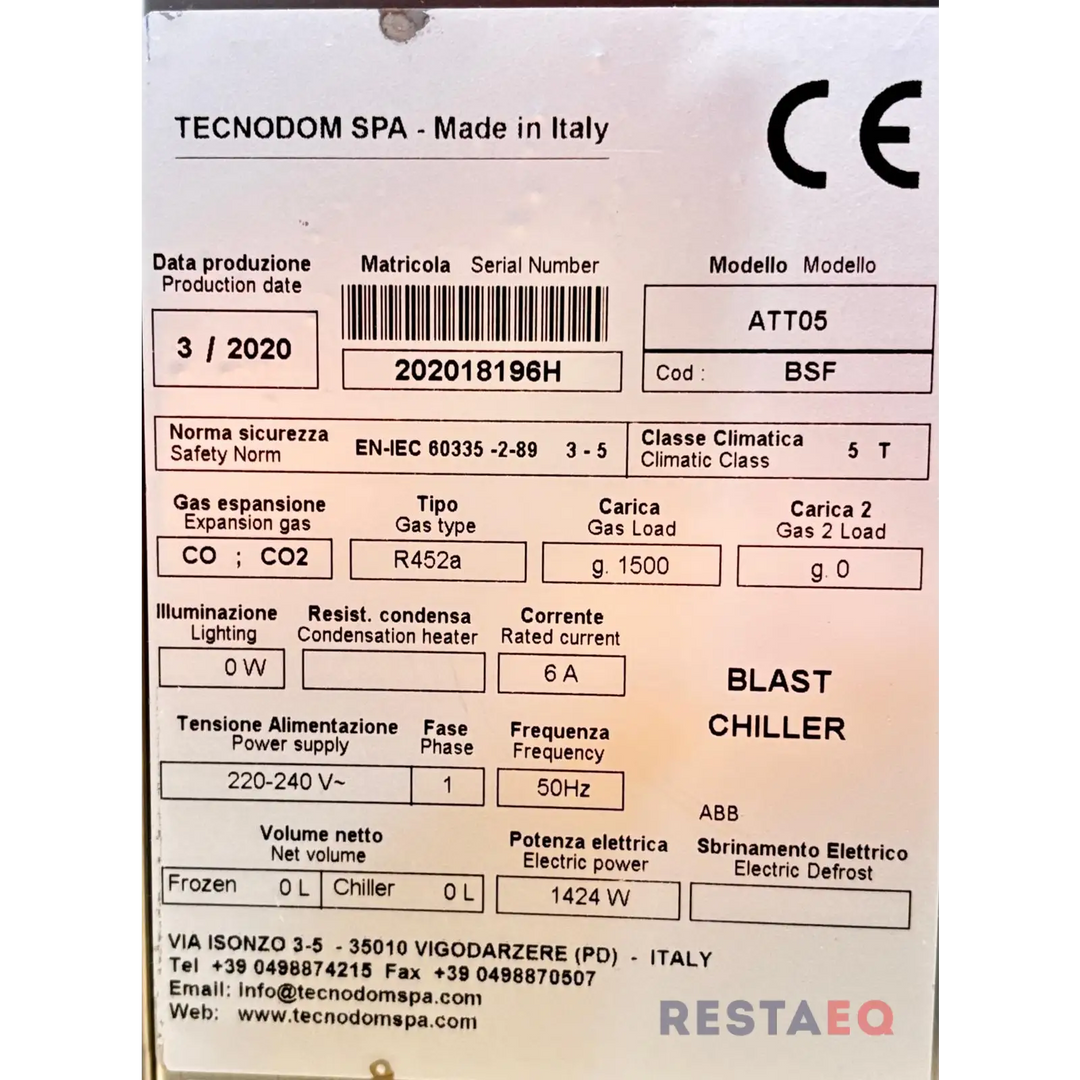 TECNODOM SPA - Made in Italy
CE
Data produzione
Production date
3 / 2020
Matricola Serial Number
202018196H
Modello Modello
ATT05
Cod : BSF
Norma sicurezza
Safety Norm
EN-IEC 60335 -2-89 3 - 5
Classe Climatica
Climatic Class
5 T
Gas espansione
Expansion gas
CO ; CO2
Tipo
Gas type
R452a
Carica
Gas Load
g. 1500
Carica 2
Gas 2 Load
g. 0
Illuminazione
Lighting
0 W
Resist. condensa
Condensation heater
Corrente
Rated current
6 A
BLAST
CHILLER
Tensione Alimentazione
Power supply
220-240 V~
Fase
Phase
1
Frequenza
Frequency
50Hz
Volume netto
Net volume
Frozen 0 L
Chiller 0 L
Potenza elettrica
Electric power
1424 W
ABB
Sbrinamento Elettrico
Electric Defrost
VIA ISONZO 3-5 - 35010 VIGODARZERE (PD) - ITALY
Tel +39 0498874215 Fax +39 0498870507
Email: info@tecnodomspa.com
Web: www.tecnodomspa.com
RESTAEQ